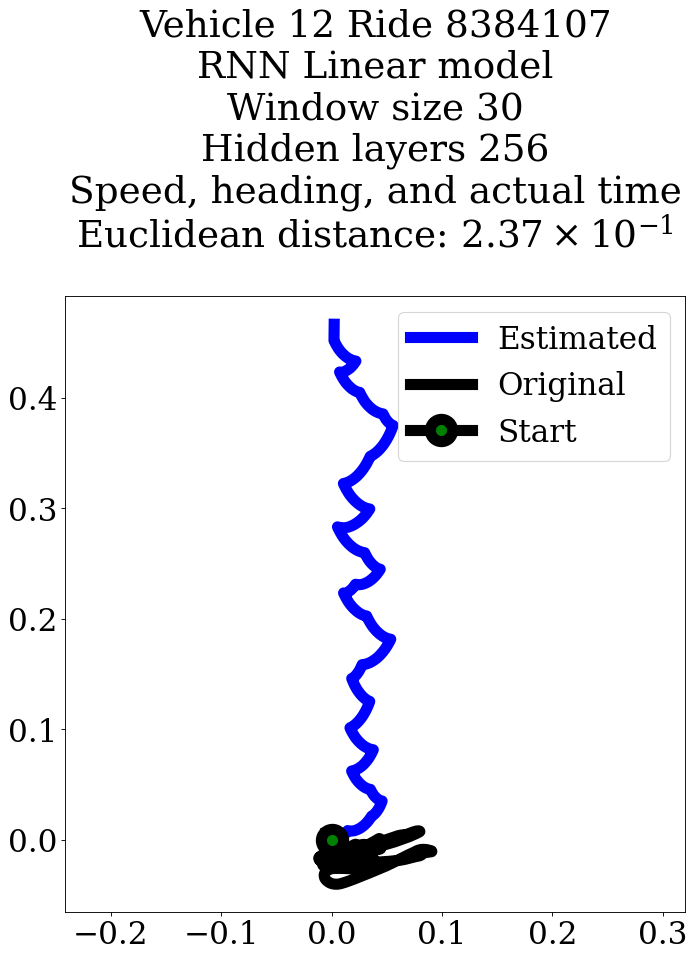 Vehicle 12 Ride 8384107
RNN Linear model
Window size 30
Hidden layers 256
Speed, heading, and actual time
Euclidean distance: 2.37 × 10⁻¹
Estimated
Original
Start
0.4
0.3
0.2
0.1
0.0
−0.2 −0.1 0.0 0.1 0.2 0.3